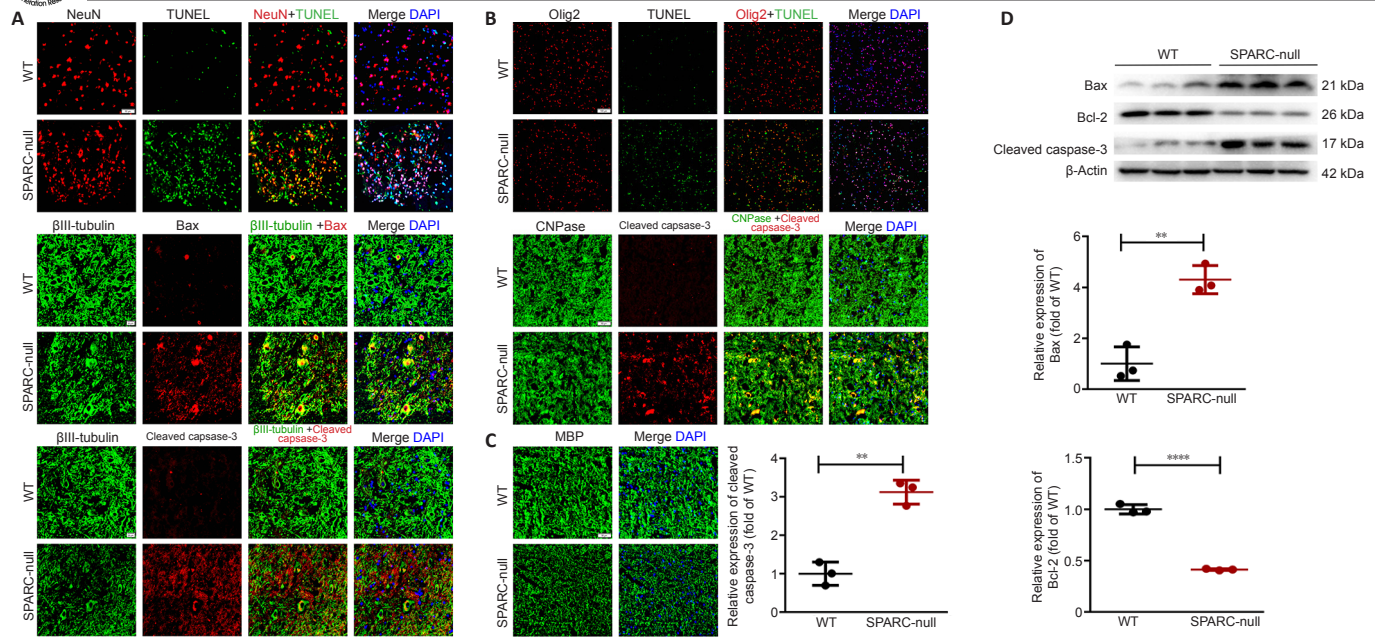 A
NeuN TUNEL NeuN+TUNEL Merge DAPI
WT
SPARC-null
βIII-tubulin Bax βIII-tubulin +Bax Merge DAPI
WT
SPARC-null
βIII-tubulin Cleaved capsase-3 βIII-tubulin +Cleaved capsase-3 Merge DAPI
WT
SPARC-null
B
Olig2 TUNEL Olig2+TUNEL Merge DAPI
WT
SPARC-null
CNPase Cleaved capsase-3 CNPase +Cleaved capsase-3 Merge DAPI
WT
SPARC-null
C
MBP Merge DAPI
WT
SPARC-null
Relative expression of cleaved
caspase-3 (fold of WT)
4
3
2
1
0
**
WT SPARC-null
D
WT SPARC-null
Bax 21 kDa
Bcl-2 26 kDa
Cleaved caspase-3 17 kDa
β-Actin 42 kDa
Relative expression of
Bax (fold of WT)
6
4
2
0
**
WT SPARC-null
Relative expression of
Bcl-2 (fold of WT)
1.5
1.0
0.5
0.0
****
WT SPARC-null